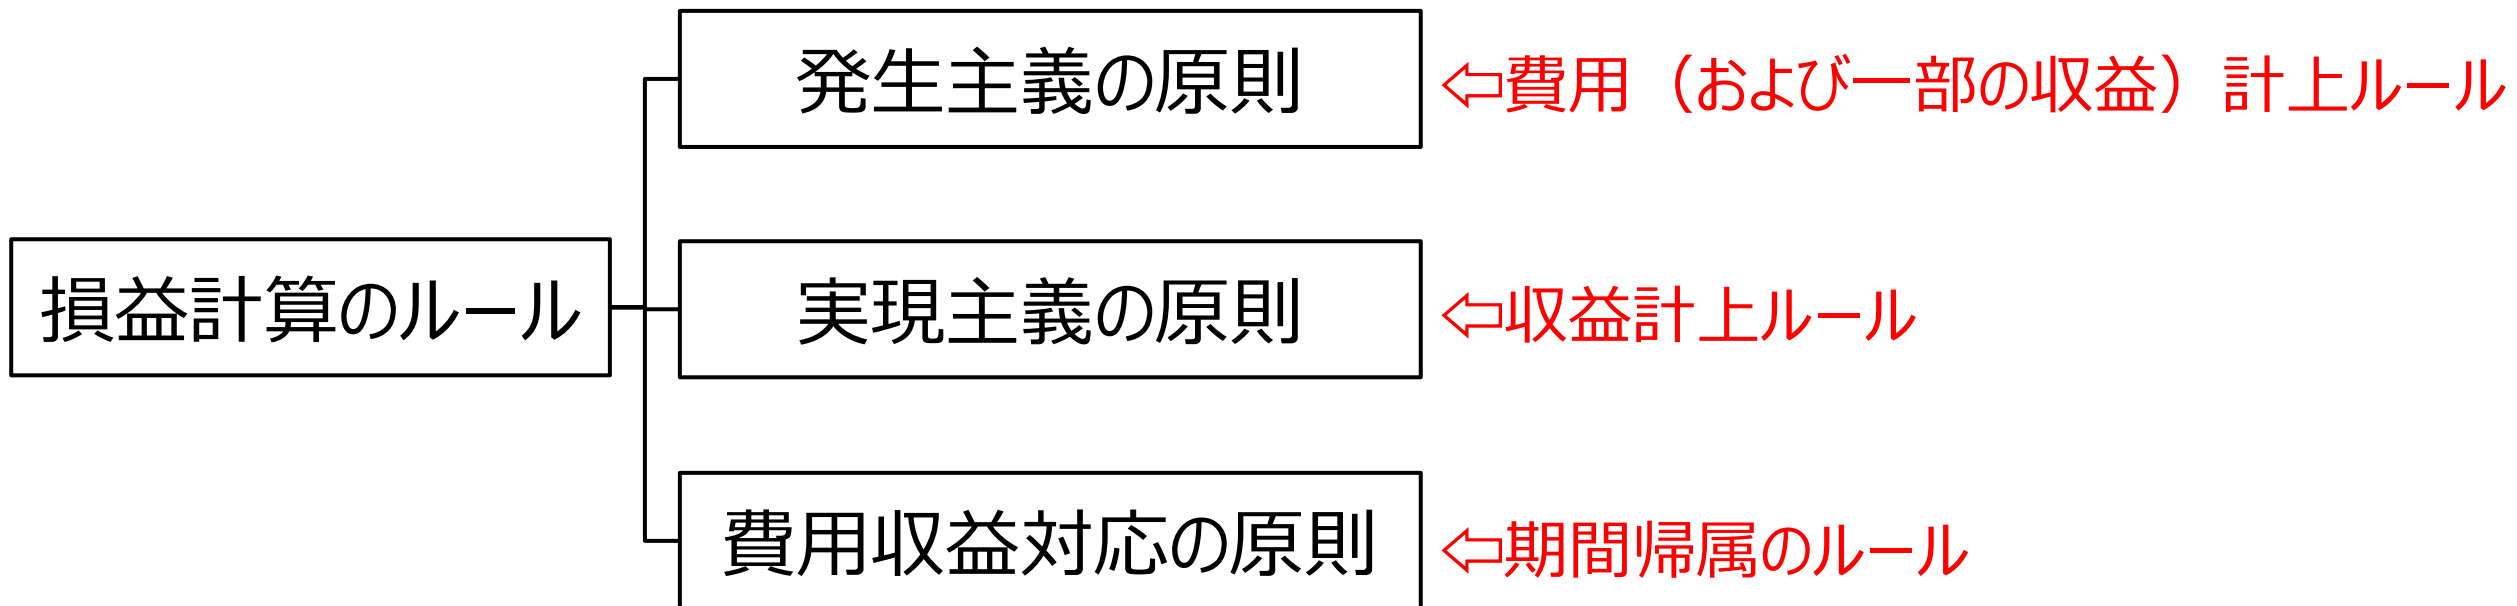 発生主義の原則
⇦費用（および一部の収益）計上ルール
損益計算のルール
実現主義の原則
⇦収益計上ルール
費用収益対応の原則
⇦期間帰属ルール